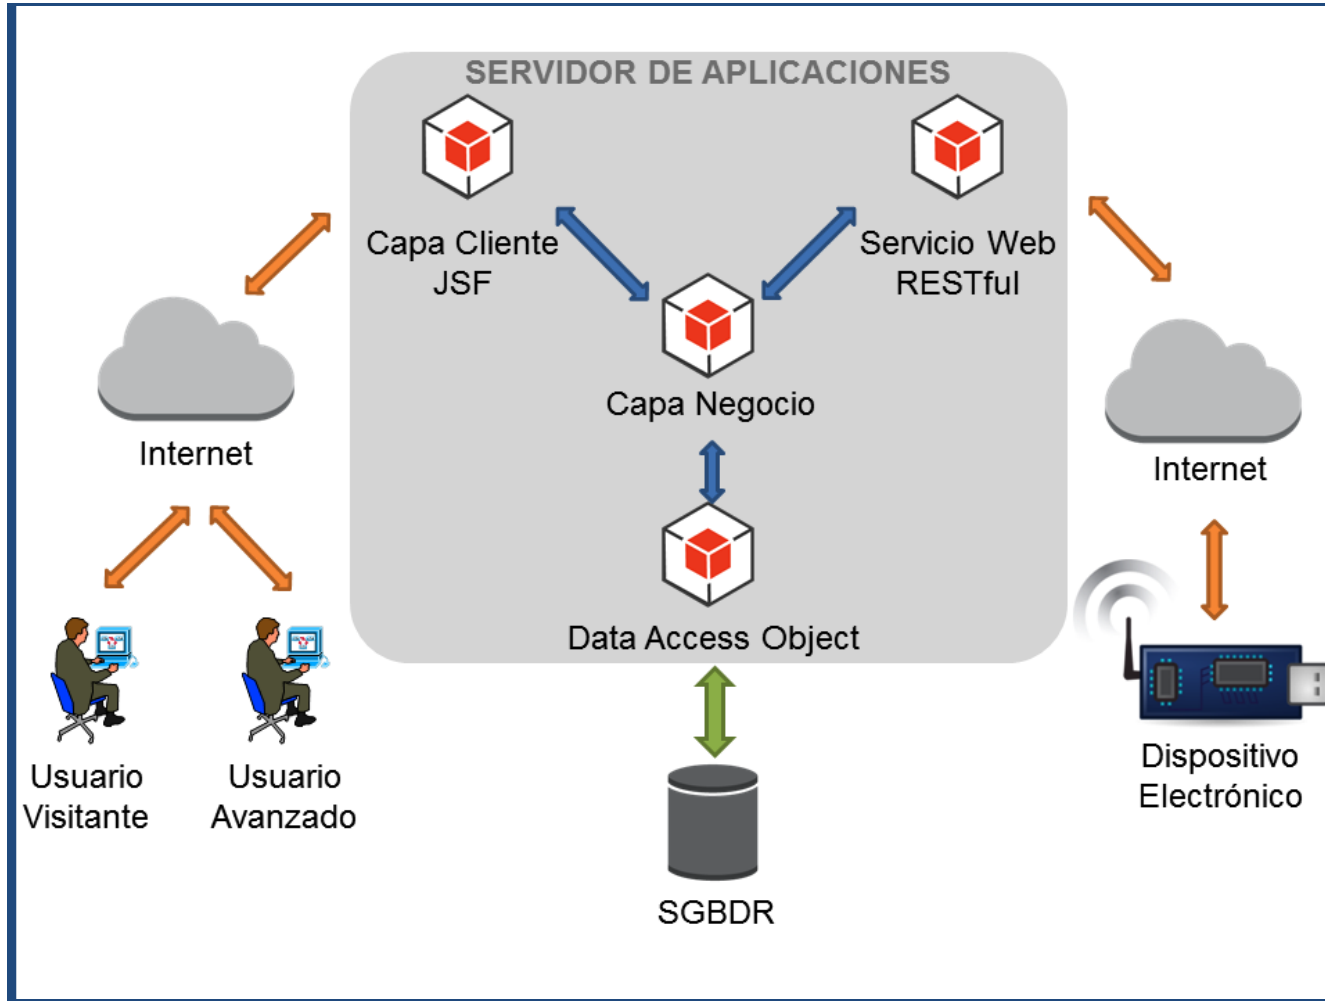 SERVIDOR DE APLICACIONES
Capa Cliente
JSF
Servicio Web
RESTful
Capa Negocio
Internet
Internet
Data Access Object
Usuario
Visitante
Usuario
Avanzado
Dispositivo
Electrónico
SGBDR